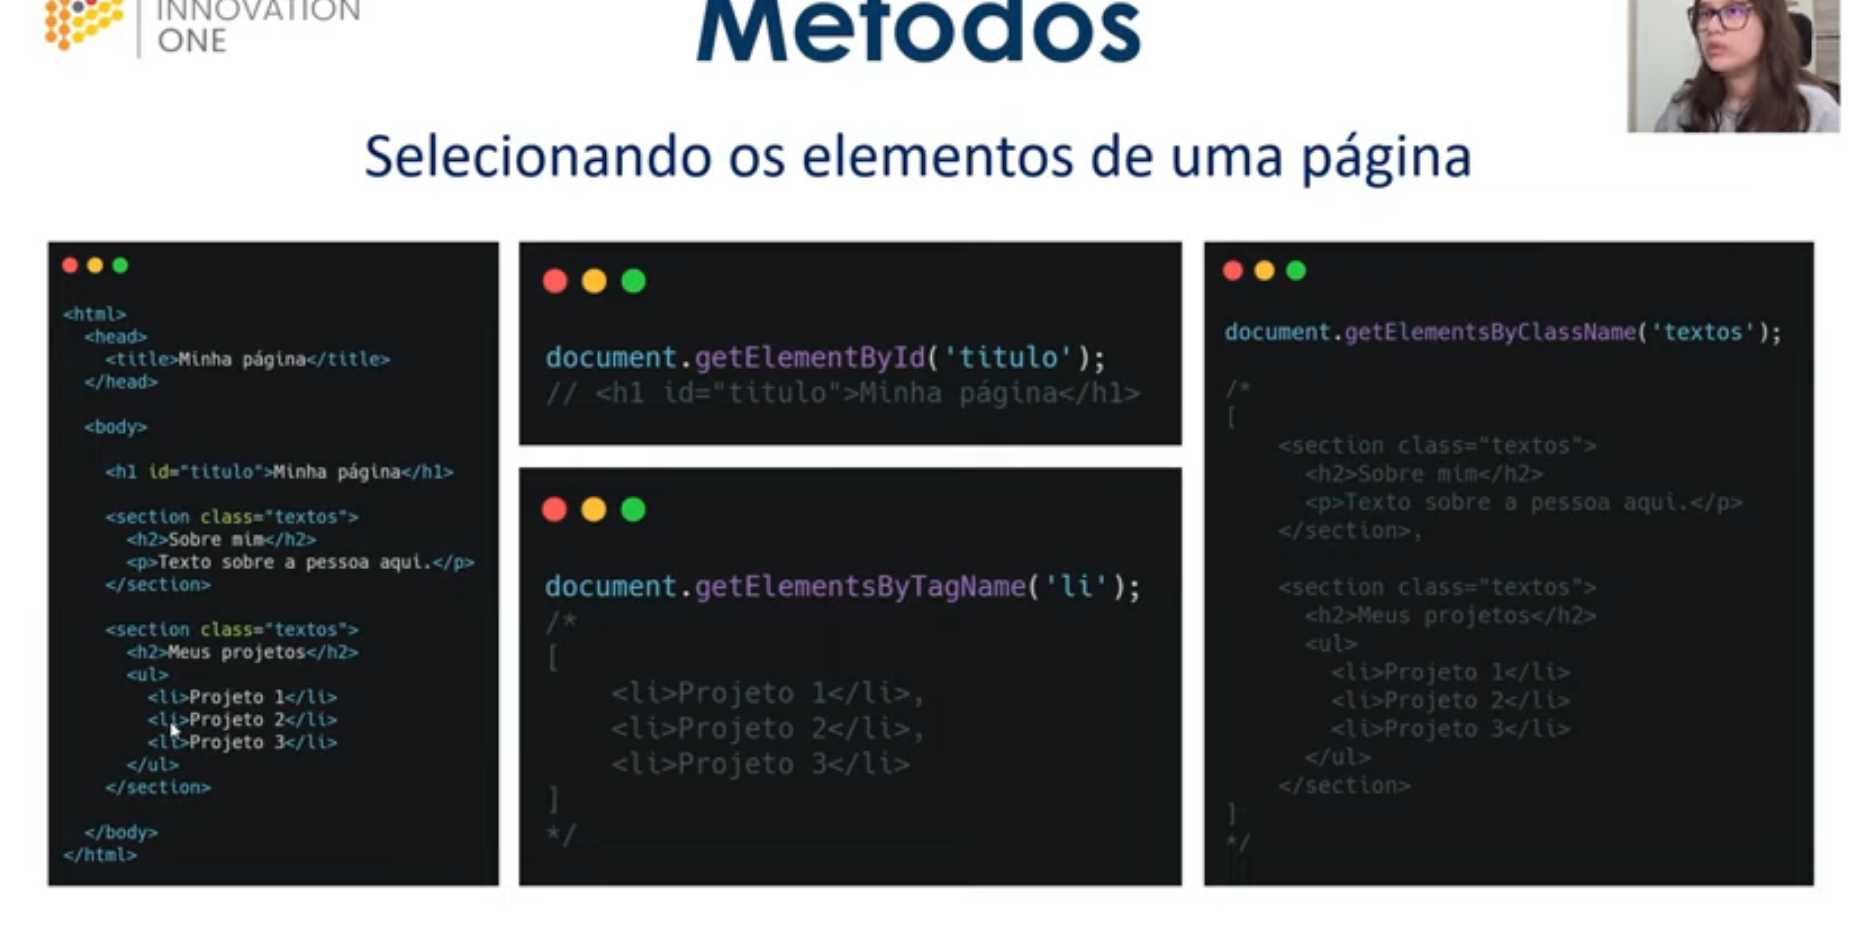 INNOVATION
ONE
Métodos
Selecionando os elementos de uma página
<html>
<head>
<title>Minha página</title>
</head>
<body>
<h1 id="titulo">Minha página</h1>
<section class="textos">
<h2>Sobre mim</h2>
<p>Texto sobre a pessoa aqui.</p>
</section>
<section class="textos">
<h2>Meus projetos</h2>
<ul>
<li>Projeto 1</li>
<li>Projeto 2</li>
<li>Projeto 3</li>
</ul>
</section>
</body>
</html>
document.getElementById('titulo');
// <h1 id="titulo">Minha página</h1>
document.getElementsByTagName('li');
/*
[
<li>Projeto 1</li>,
<li>Projeto 2</li>,
<li>Projeto 3</li>
]
*/
document.getElementsByClassName('textos');
/*
[
<section class="textos">
<h2>Sobre mim</h2>
<p>Texto sobre a pessoa aqui.</p>
</section>,
<section class="textos">
<h2>Meus projetos</h2>
<ul>
<li>Projeto 1</li>
<li>Projeto 2</li>
<li>Projeto 3</li>
</ul>
</section>
]
*/